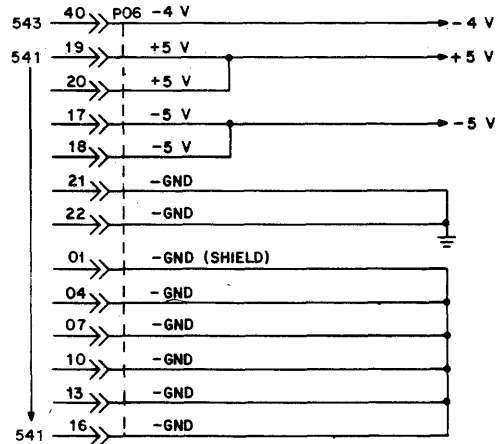 543 40 P06 -4 V -4 V
541 19 +5 V +5 V
20 +5 V
17 -5 V -5 V
18 -5 V
21 -GND
22 -GND
01 -GND (SHIELD)
04 -GND
07 -GND
10 -GND
13 -GND
541 16 -GND